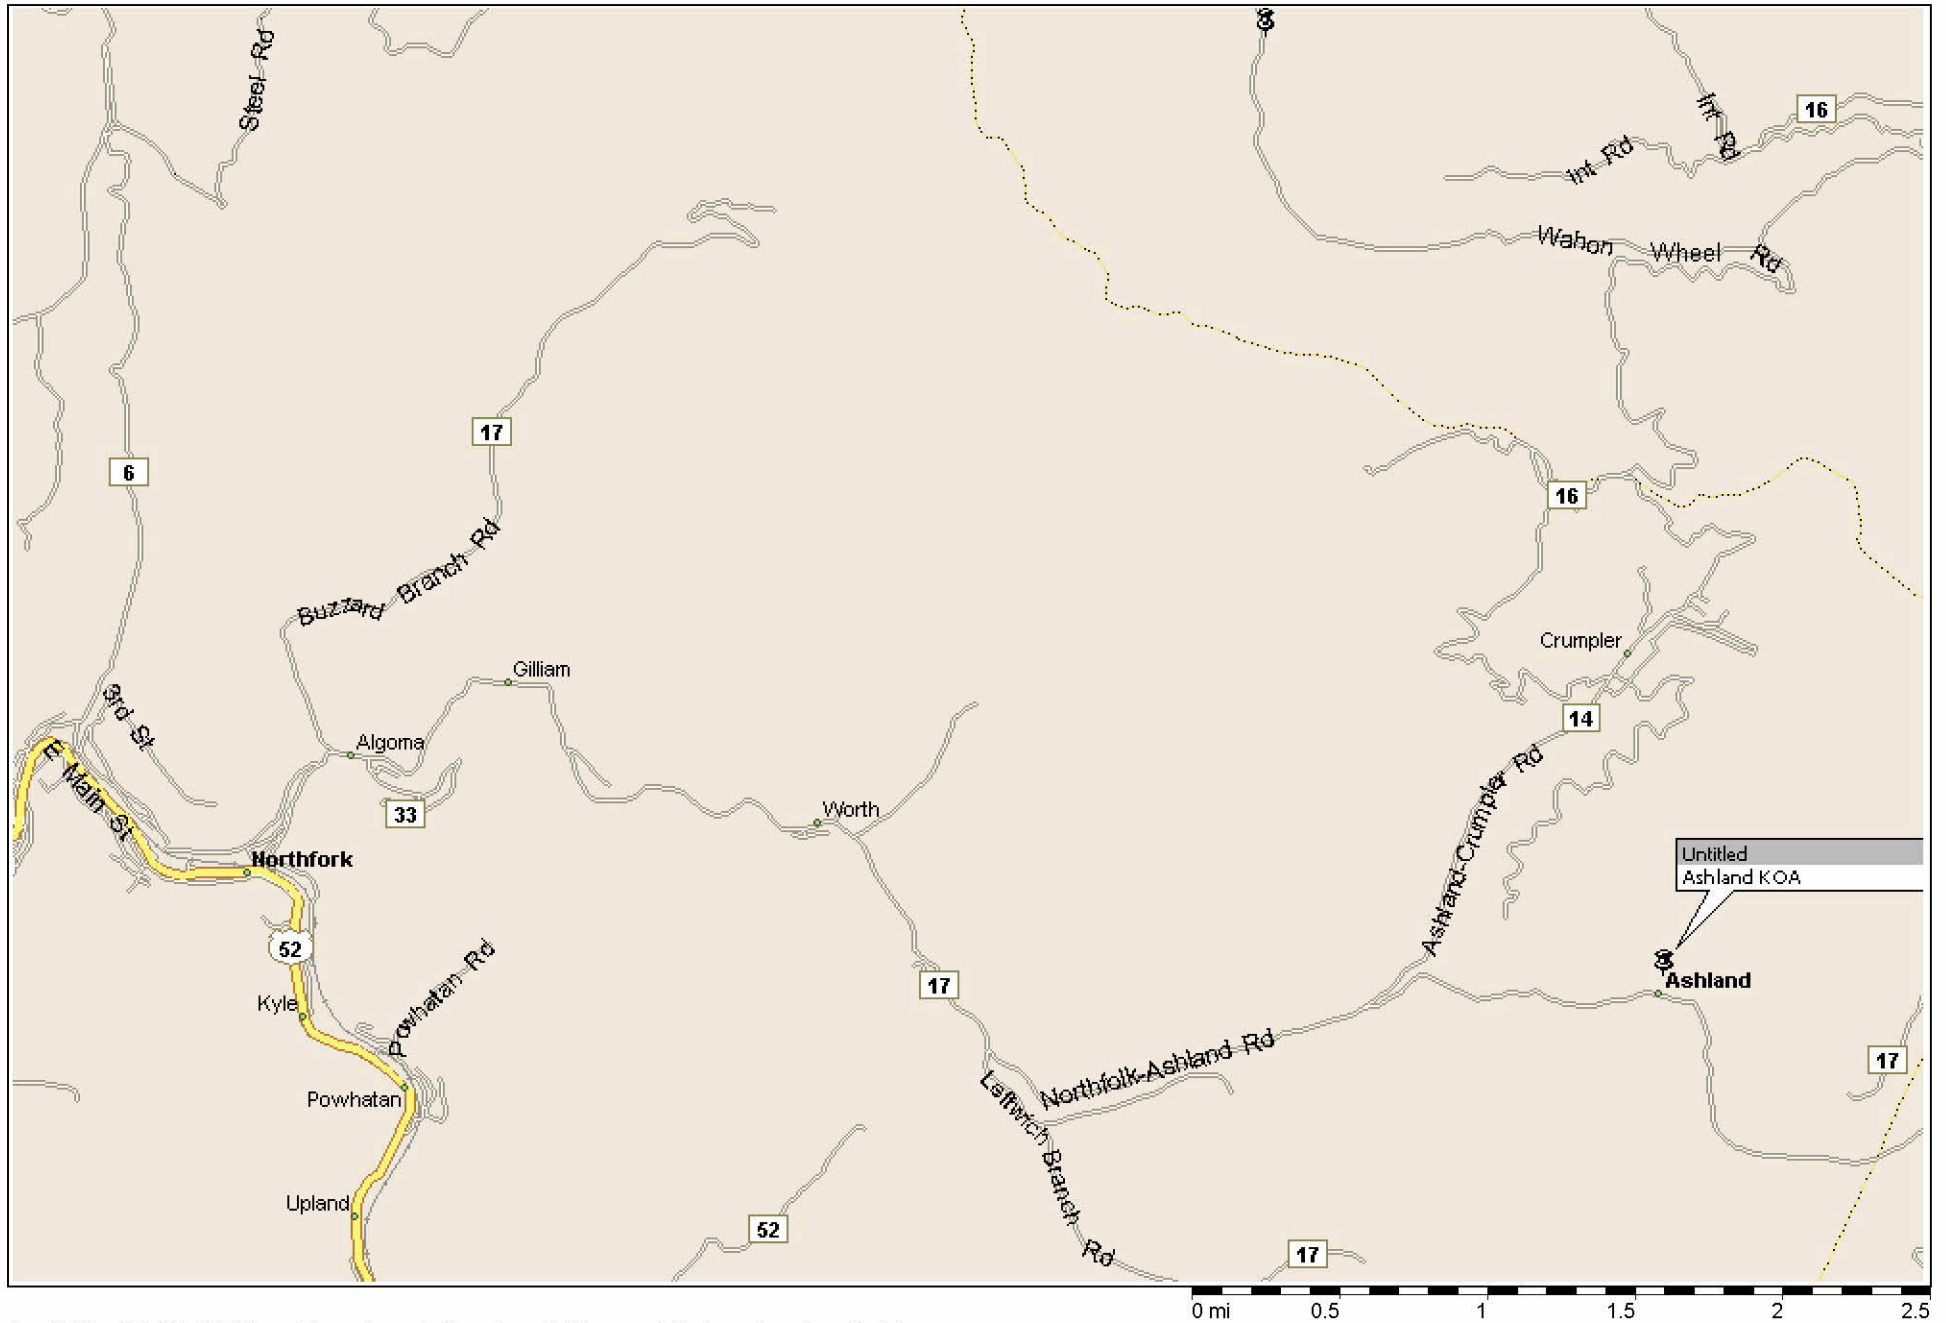 Steel Rd
3
Int Rd
16
Int Rd
Wahon Wheel Rd
17
6
16
Buzzard Branch Rd
Crumpler
Gilliam
3rd St
14
Algoma
E Main St
33
Worth
Ashland-Crumpler Rd
Northfork
Untitled
Ashland KOA
52
Powhatan Rd
3
Ashland
17
Kyle
Northfolk-Ashland Rd
17
Powhatan
Laffwich Branch Rd
Upland
52
17
0 mi 0.5 1 1.5 2 2.5